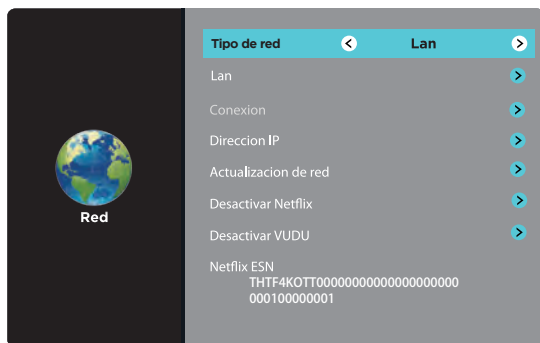 Tipo de red < Lan >
Lan >
Conexion >
Direccion IP >
Actualizacion de red >
Desactivar Netflix >
Desactivar VUDU >
Netflix ESN
THTF4KOTT00000000000000000000
000100000001
Red